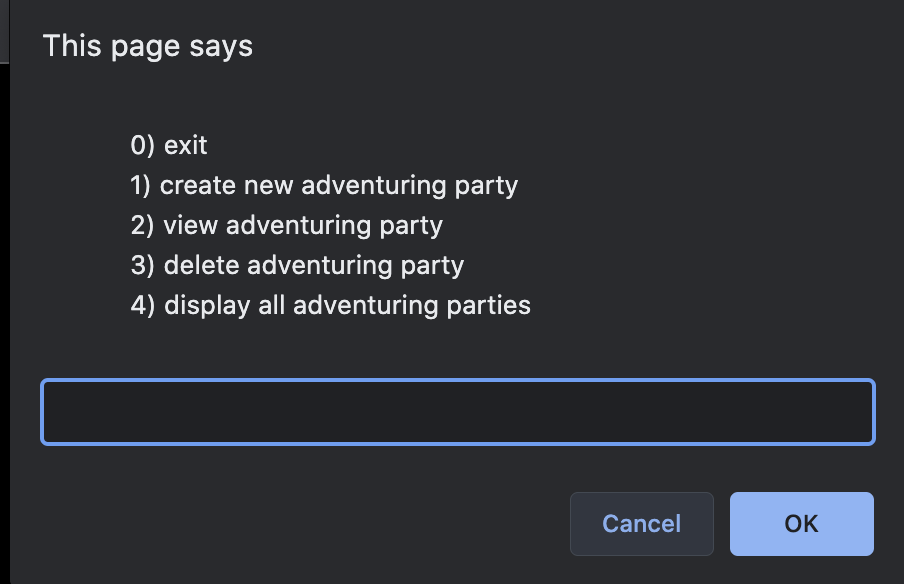 This page says
0) exit
1) create new adventuring party
2) view adventuring party
3) delete adventuring party
4) display all adventuring parties
Cancel
OK